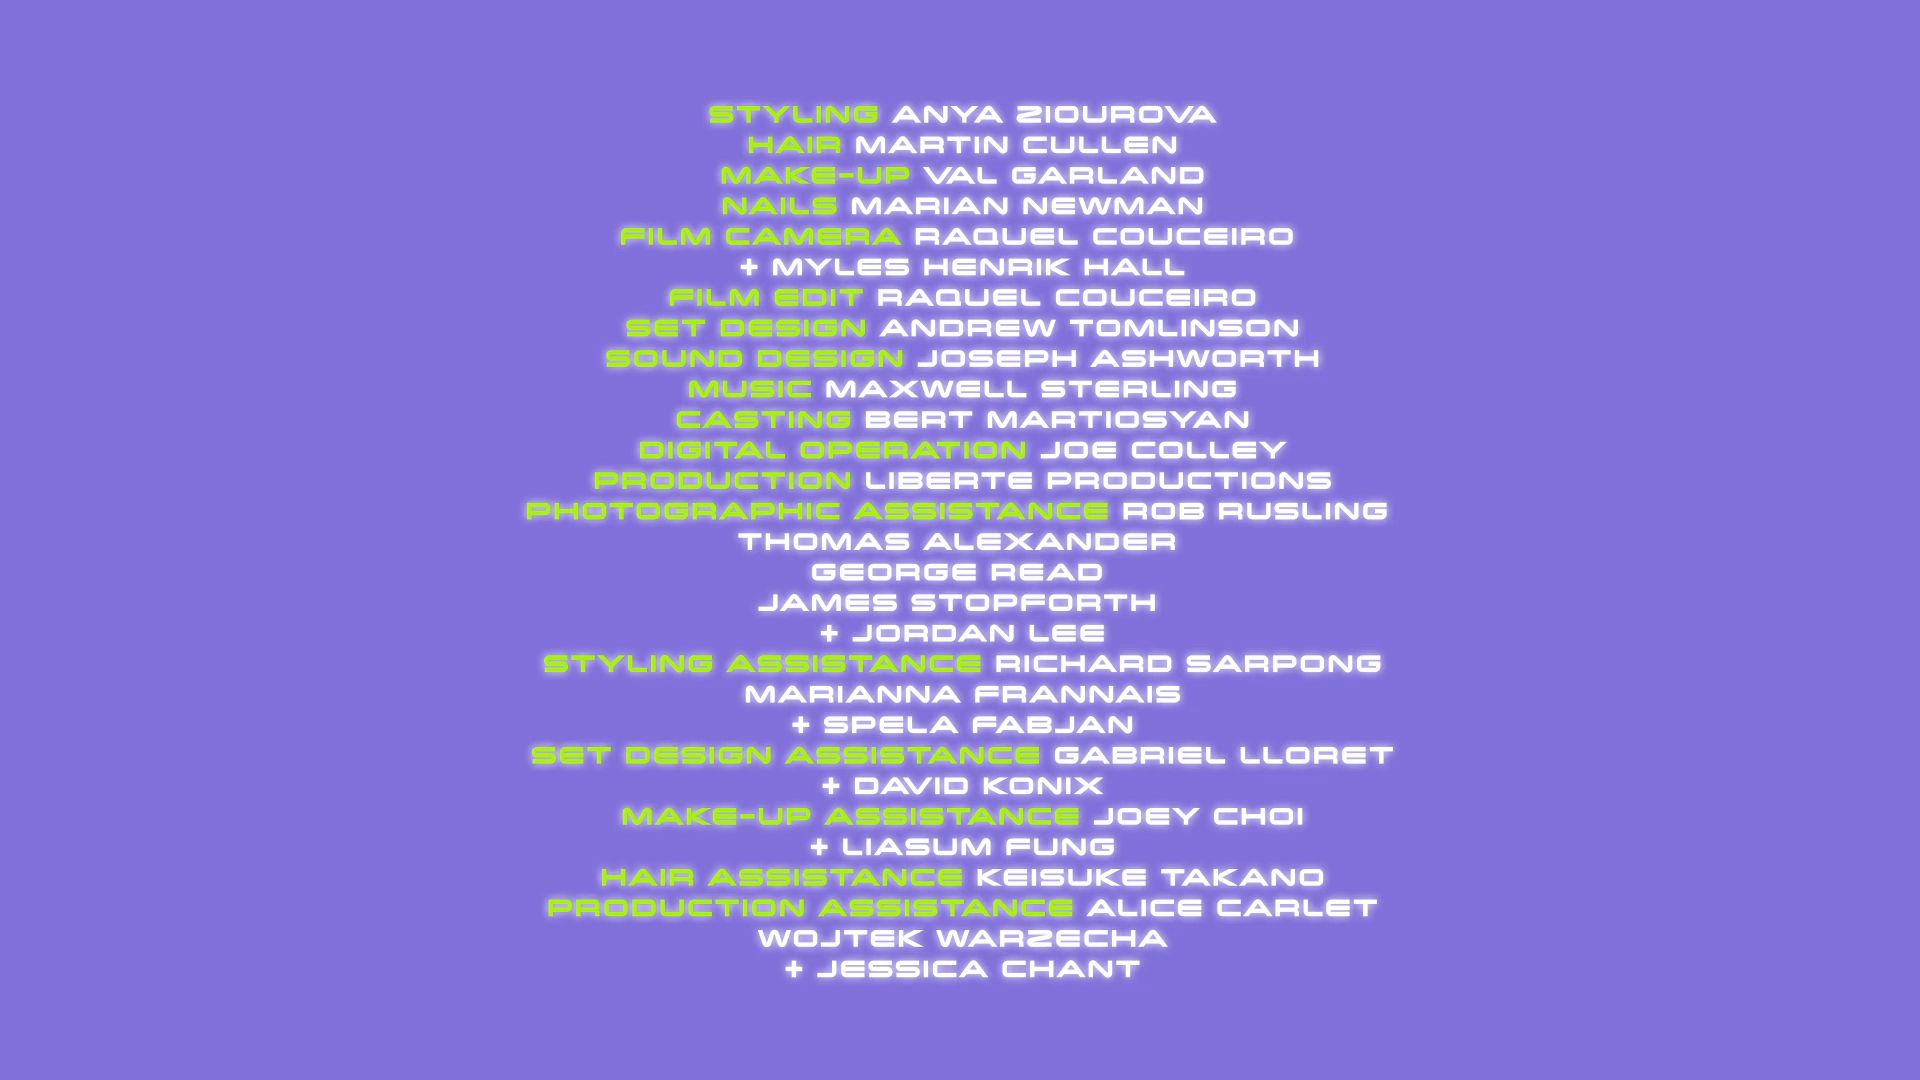 STYLING ANYA ZIOUROVA
HAIR MARTIN CULLEN
MAKE-UP VAL GARLAND
NAILS MARIAN NEWMAN
FILM CAMERA RAQUEL COUCEIRO
+ MYLES HENRIK HALL
FILM EDIT RAQUEL COUCEIRO
SET DESIGN ANDREW TOMLINSON
SOUND DESIGN JOSEPH ASHWORTH
MUSIC MAXWELL STERLING
CASTING BERT MARTIOSYAN
DIGITAL OPERATION JOE COLLEY
PRODUCTION LIBERTE PRODUCTIONS
PHOTOGRAPHIC ASSISTANCE ROB RUSLING
THOMAS ALEXANDER
GEORGE READ
JAMES STOPFORTH
+ JORDAN LEE
STYLING ASSISTANCE RICHARD SARPONG
MARIANNA FRANNAIS
+ SPELA FABJAN
SET DESIGN ASSISTANCE GABRIEL LLORET
+ DAVID KONIX
MAKE-UP ASSISTANCE JOEY CHOI
+ LIASUM FUNG
HAIR ASSISTANCE KEISUKE TAKANO
PRODUCTION ASSISTANCE ALICE CARLET
WOJTEK WARZECHA
+ JESSICA CHANT